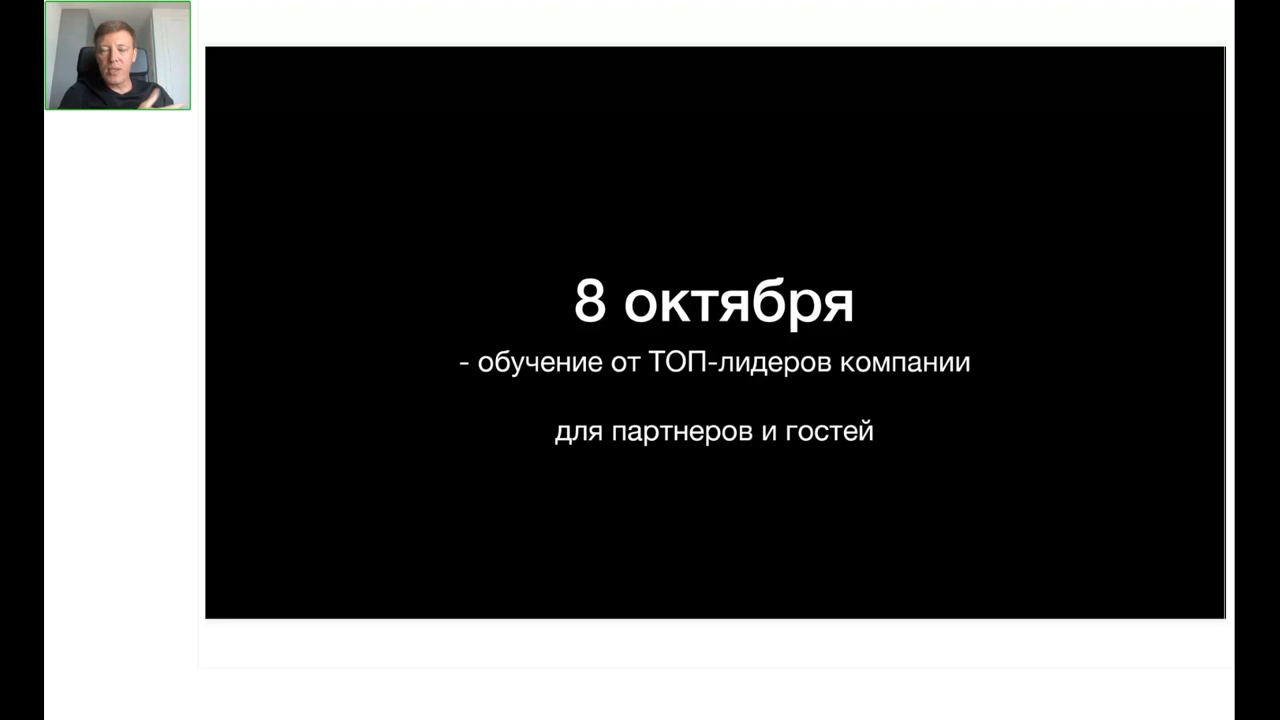 8 октября
- обучение от ТОП-лидеров компании
для партнеров и гостей